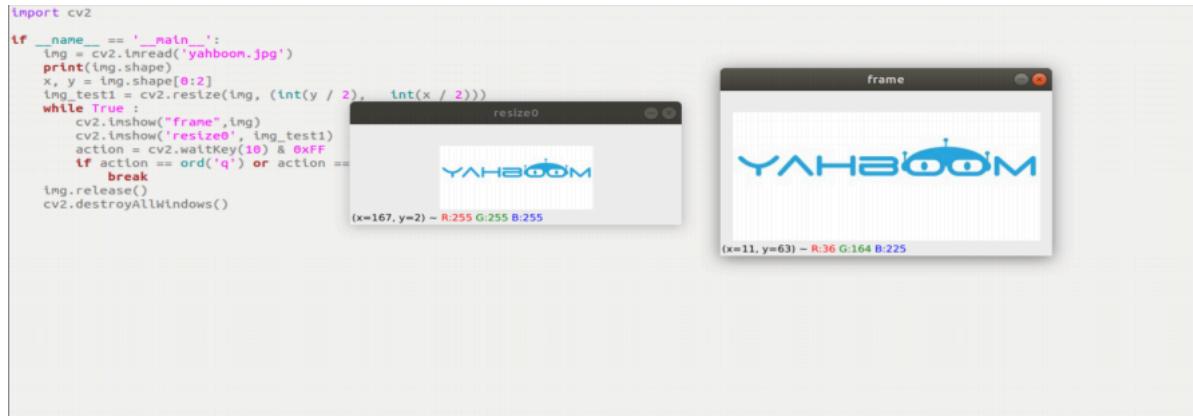 import cv2
if __name__ == '__main__':
    img = cv2.imread('yahboom.jpg')
    print(img.shape)
    x, y = img.shape[0:2]
    img_test1 = cv2.resize(img, (int(y / 2),   int(x / 2)))
    while True :
        cv2.imshow("frame",img)
        cv2.imshow('resize0', img_test1)
        action = cv2.waitKey(10) & 0xFF
        if action == ord('q') or action ==
            break
    img.release()
    cv2.destroyAllWindows()
resize0
YAHBOOM
(x=167, y=2) ~ R:255 G:255 B:255
frame
YAHBOOM
(x=11, y=63) ~ R:36 G:164 B:225